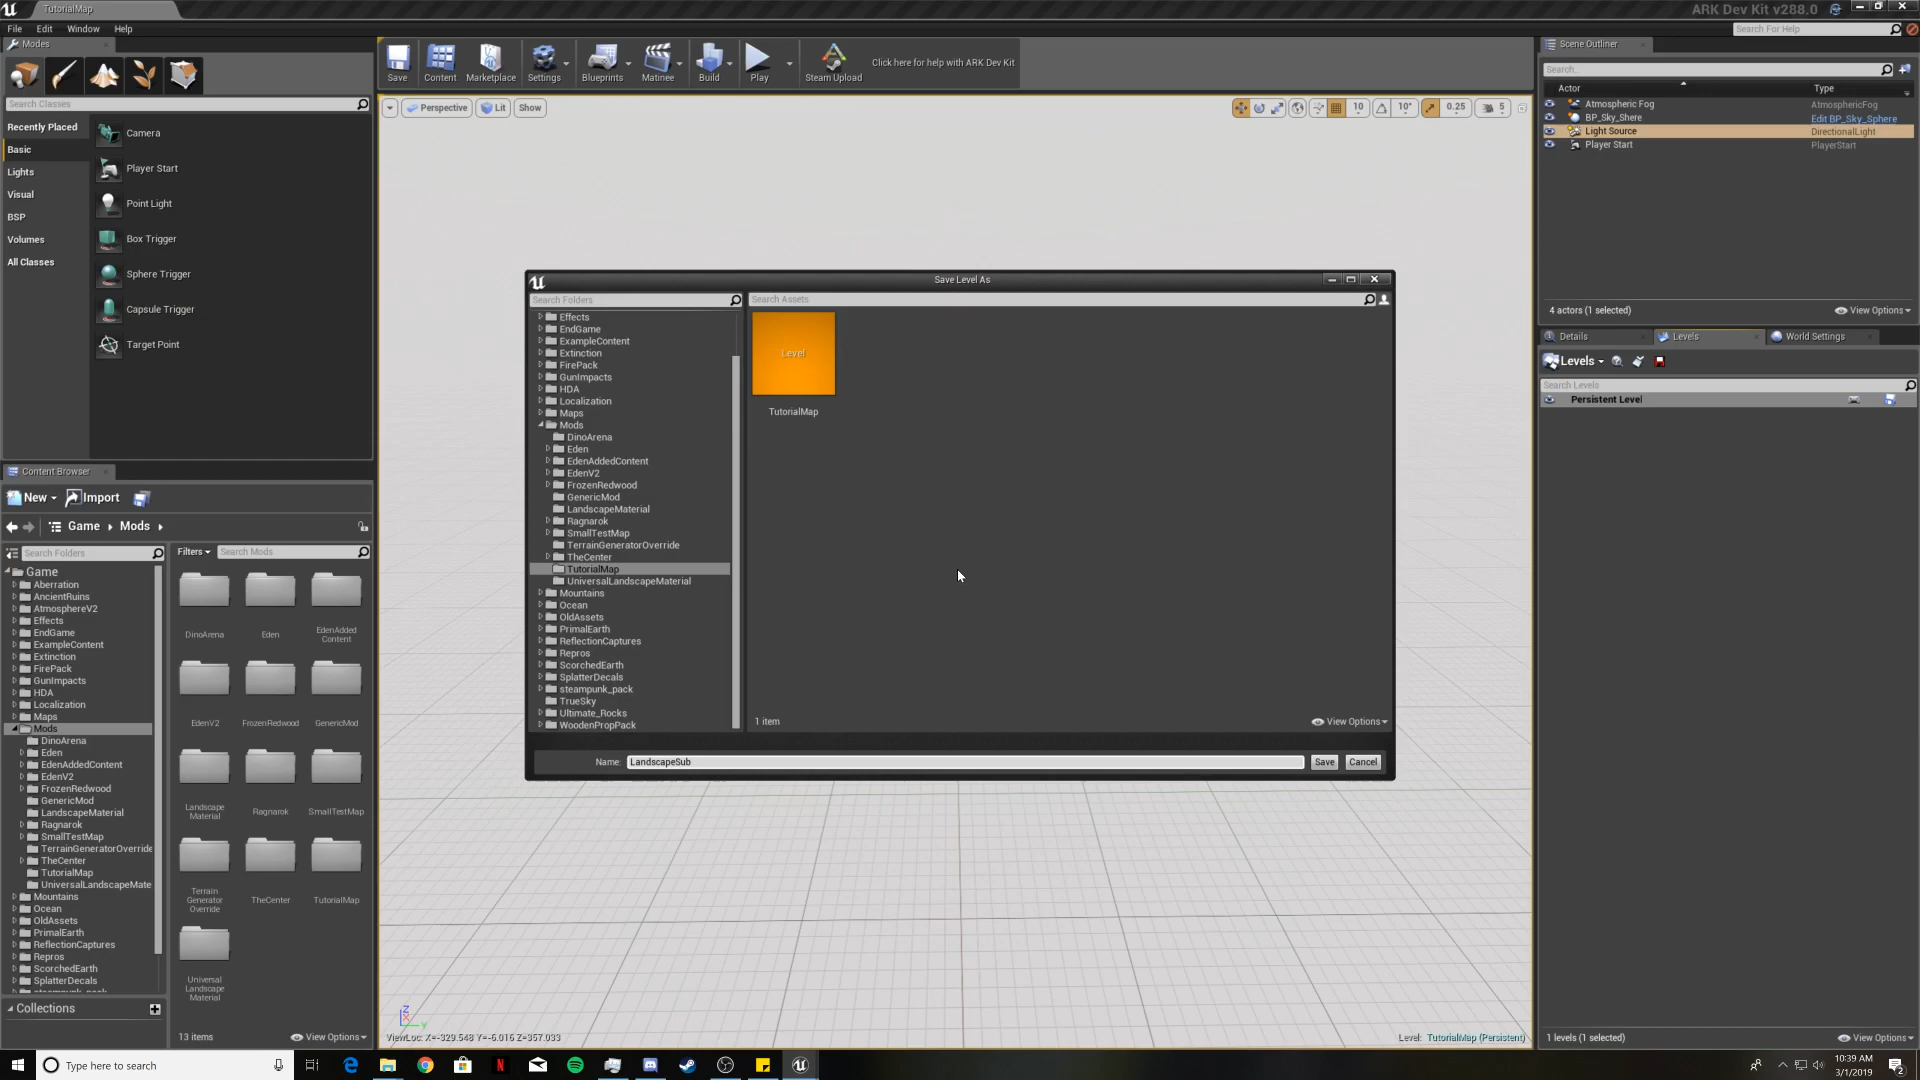 TutorialMap
ARK Dev Kit v288.0
File Edit Window Help
Search For Help
Modes
Search Classes
Recently Placed
Basic
Lights
Visual
BSP
Volumes
All Classes
Camera
Player Start
Point Light
Box Trigger
Sphere Trigger
Capsule Trigger
Target Point
Save Content Marketplace Settings Blueprints Matinee Build Play Steam Upload
Click here for help with ARK Dev Kit
Perspective Lit Show
10 10° 0.25 5
Scene Outliner
Search...
Actor Type
Atmospheric Fog AtmosphericFog
BP_Sky_Shere Edit BP_Sky_Sphere
Light Source DirectionalLight
Player Start PlayerStart
4 actors (1 selected) View Options
Details Levels World Settings
Levels
Search Levels
Persistent Level
1 levels (1 selected) View Options
Save Level As
Search Folders
Search Assets
Effects
EndGame
ExampleContent
Extinction
FirePack
GunImpacts
HDA
Localization
Maps
Mods
DinoArena
Eden
EdenAddedContent
EdenV2
FrozenRedwood
GenericMod
LandscapeMaterial
Ragnarok
SmallTestMap
TerrainGeneratorOverride
TheCenter
TutorialMap
UniversalLandscapeMaterial
Mountains
Ocean
OldAssets
PrimalEarth
ReflectionCaptures
Repros
ScorchedEarth
SplatterDecals
steampunk_pack
TrueSky
Ultimate_Rocks
WoodenPropPack
Level
TutorialMap
1 item View Options
Name: LandscapeSub Save Cancel
Content Browser
New Import
Game Mods
Search Folders
Filters Search Mods
Game
Aberration
AncientRuins
AtmosphereV2
Effects
EndGame
ExampleContent
Extinction
FirePack
GunImpacts
HDA
Localization
Maps
Mods
DinoArena
Eden
EdenAddedContent
EdenV2
FrozenRedwood
GenericMod
LandscapeMaterial
Ragnarok
SmallTestMap
TerrainGeneratorOverride
TheCenter
TutorialMap
UniversalLandscapeMate
Mountains
Ocean
OldAssets
PrimalEarth
ReflectionCaptures
Repros
ScorchedEarth
SplatterDecals
Collections
DinoArena Eden EdenAdded
Content
EdenV2 FrozenRedwood GenericMod
Landscape
Material Ragnarok SmallTestMap
Terrain
Generator
Override TheCenter TutorialMap
Universal
Landscape
Material
13 items View Options
Z
X
Y
ViewLoc: X=-329.548 Y=-6.016 Z=357.033
Level: TutorialMap (Persistent)
Type here to search
10:39 AM
3/1/2019
2